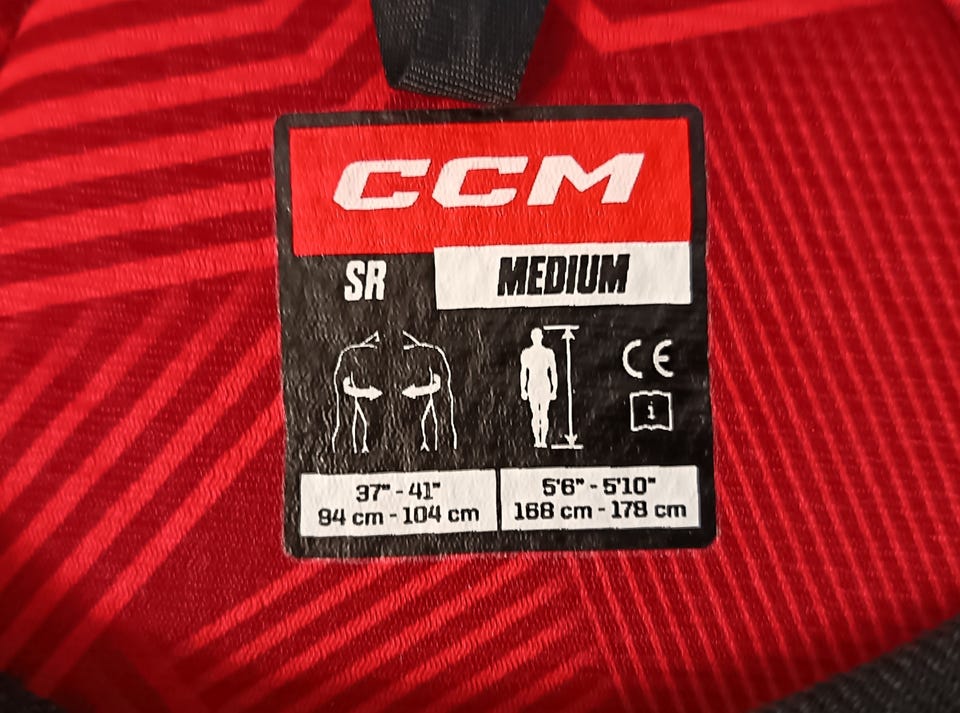 CCM
SR MEDIUM
CE
i
37" - 41"
94 cm - 104 cm
5'6" - 5'10"
168 cm - 178 cm